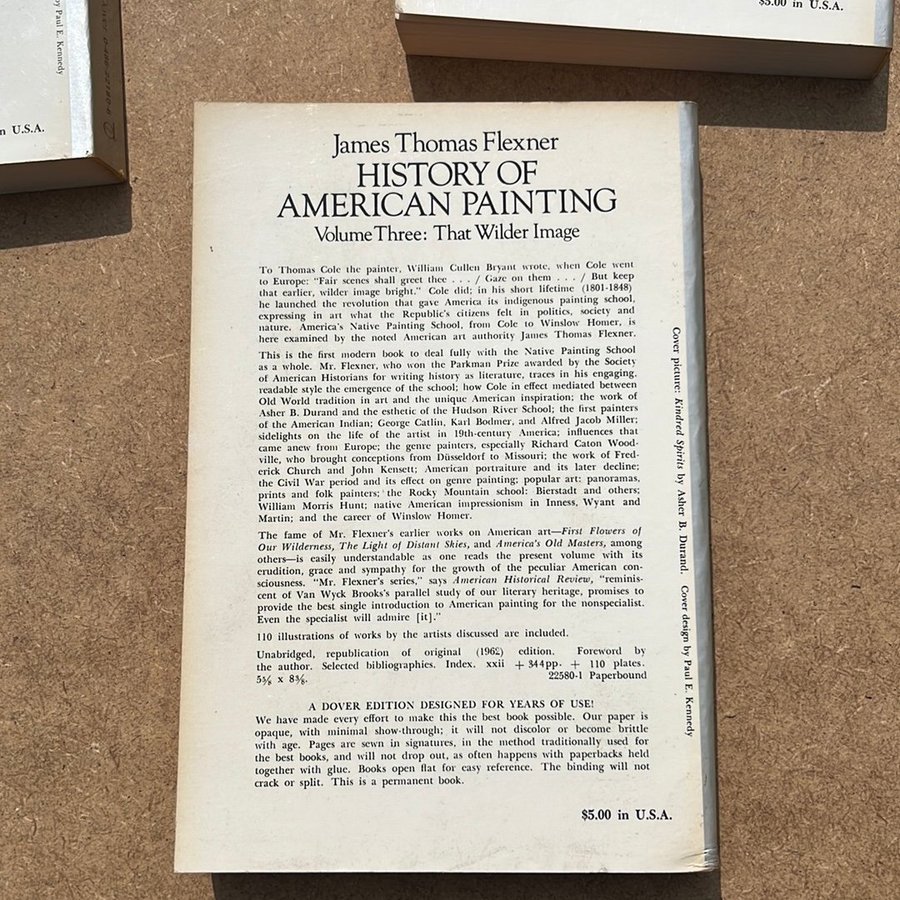 by Paul E. Kennedy
n U.S.A.
$5.00 in U.S.A.
James Thomas Flexner
HISTORY OF
AMERICAN PAINTING
Volume Three: That Wilder Image
To Thomas Cole the painter, William Cullen Bryant wrote, when Cole went
to Europe: “Fair scenes shall greet thee . . . / Gaze on them . . . / But keep
that earlier, wilder image bright.” Cole did; in his short lifetime (1801-1848)
he launched the revolution that gave America its indigenous painting school,
expressing in art what the Republic's citizens felt in politics, society and
nature. America's Native Painting School, from Cole to Winslow Homer, is
here examined by the noted American art authority James Thomas Flexner.
This is the first modern book to deal fully with the Native Painting School
as a whole. Mr. Flexner, who won the Parkman Prize awarded by the Society
of American Historians for writing history as literature, traces in his engaging,
readable style the emergence of the school; how Cole in effect mediated between
Old World tradition in art and the unique American inspiration; the work of
Asher B. Durand and the esthetic of the Hudson River School; the first painters
of the American Indian; George Catlin, Karl Bodmer, and Alfred Jacob Miller;
sidelights on the life of the artist in 19th-century America; influences that
came anew from Europe; the genre painters, especially Richard Caton Wood-
ville, who brought conceptions from Düsseldorf to Missouri; the work of Fred-
erick Church and John Kensett; American portraiture and its later decline;
the Civil War period and its effect on genre painting; popular art: panoramas,
prints and folk painters; the Rocky Mountain school: Bierstadt and others;
William Morris Hunt; native American impressionism in Inness, Wyant and
Martin; and the career of Winslow Homer.
The fame of Mr. Flexner's earlier works on American art—First Flowers of
Our Wilderness, The Light of Distant Skies, and America's Old Masters, among
others—is easily understandable as one reads the present volume with its
erudition, grace and sympathy for the growth of the peculiar American con-
sciousness. “Mr. Flexner's series,” says American Historical Review, “reminis-
cent of Van Wyck Brooks's parallel study of our literary heritage, promises to
provide the best single introduction to American painting for the nonspecialist.
Even the specialist will admire [it].”
110 illustrations of works by the artists discussed are included.
Unabridged, republication of original (1962) edition. Foreword by
the author. Selected bibliographies. Index. xxii + 344pp. + 110 plates.
5⅜ x 8⅜. 22580-1 Paperbound
A DOVER EDITION DESIGNED FOR YEARS OF USE!
We have made every effort to make this the best book possible. Our paper is
opaque, with minimal show-through; it will not discolor or become brittle
with age. Pages are sewn in signatures, in the method traditionally used for
the best books, and will not drop out, as often happens with paperbacks held
together with glue. Books open flat for easy reference. The binding will not
crack or split. This is a permanent book.
$5.00 in U.S.A.
Cover picture: Kindred Spirits by Asher B. Durand. Cover design by Paul E. Kennedy